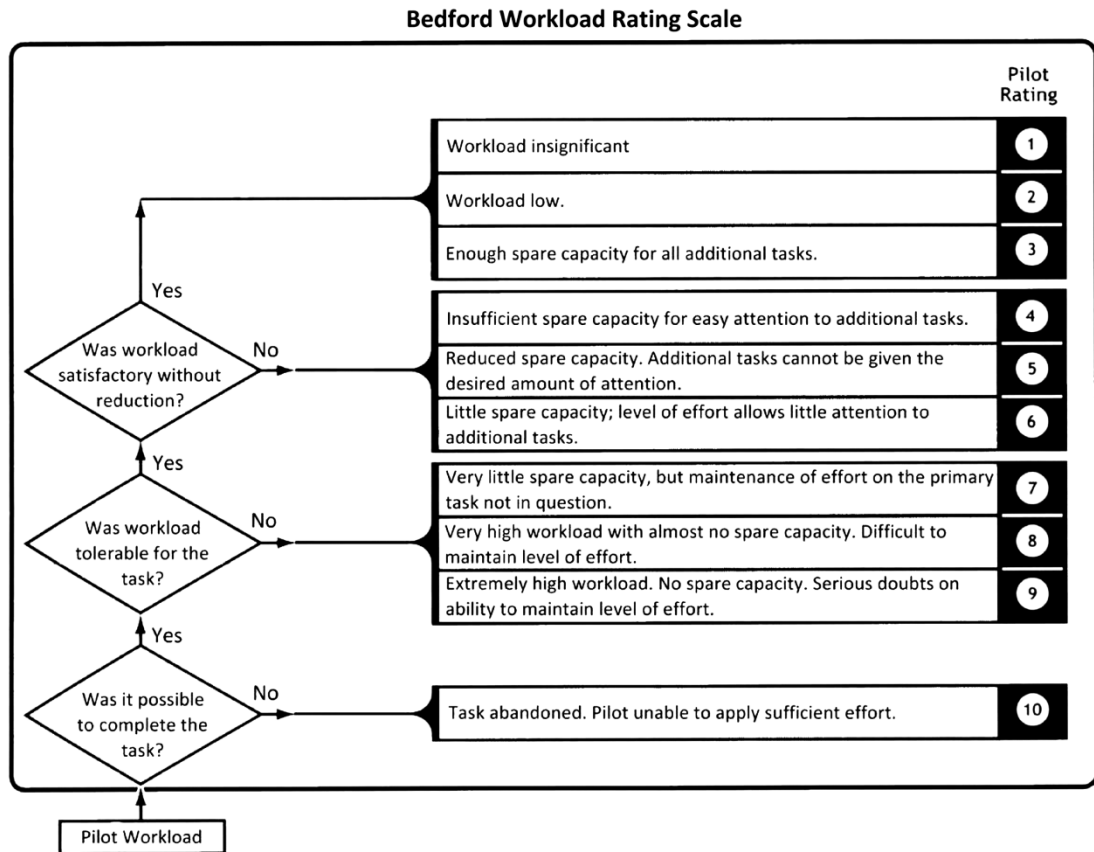 Bedford Workload Rating Scale
Pilot
Rating
Workload insignificant
1
Workload low.
2
Enough spare capacity for all additional tasks.
3
Yes
Was workload
satisfactory without
reduction?
No
Insufficient spare capacity for easy attention to additional tasks.
4
Reduced spare capacity. Additional tasks cannot be given the
desired amount of attention.
5
Little spare capacity; level of effort allows little attention to
additional tasks.
6
Yes
Was workload
tolerable for the
task?
No
Very little spare capacity, but maintenance of effort on the primary
task not in question.
7
Very high workload with almost no spare capacity. Difficult to
maintain level of effort.
8
Extremely high workload. No spare capacity. Serious doubts on
ability to maintain level of effort.
9
Yes
Was it possible
to complete the
task?
No
Task abandoned. Pilot unable to apply sufficient effort.
10
Pilot Workload